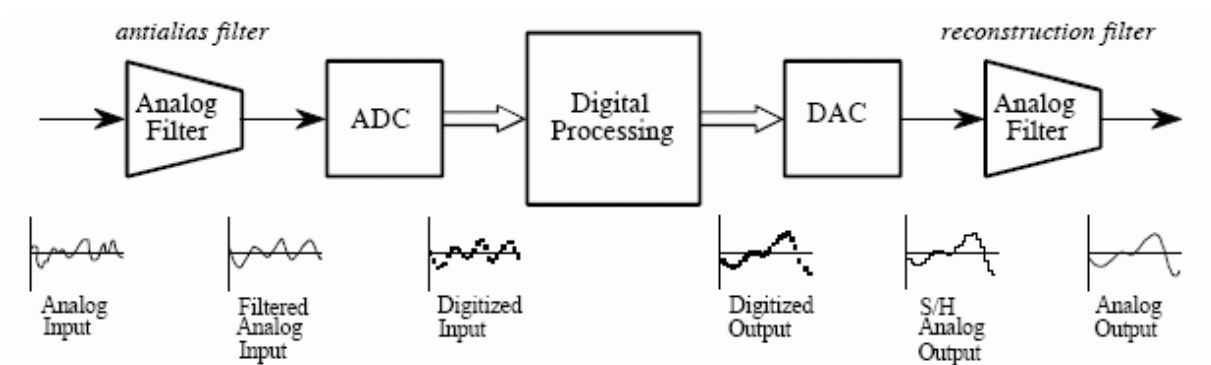 antialias filter
reconstruction filter
Analog
Filter
ADC
Digital
Processing
DAC
Analog
Filter
Analog
Input
Filtered
Analog
Input
Digitized
Input
Digitized
Output
S/H
Analog
Output
Analog
Output